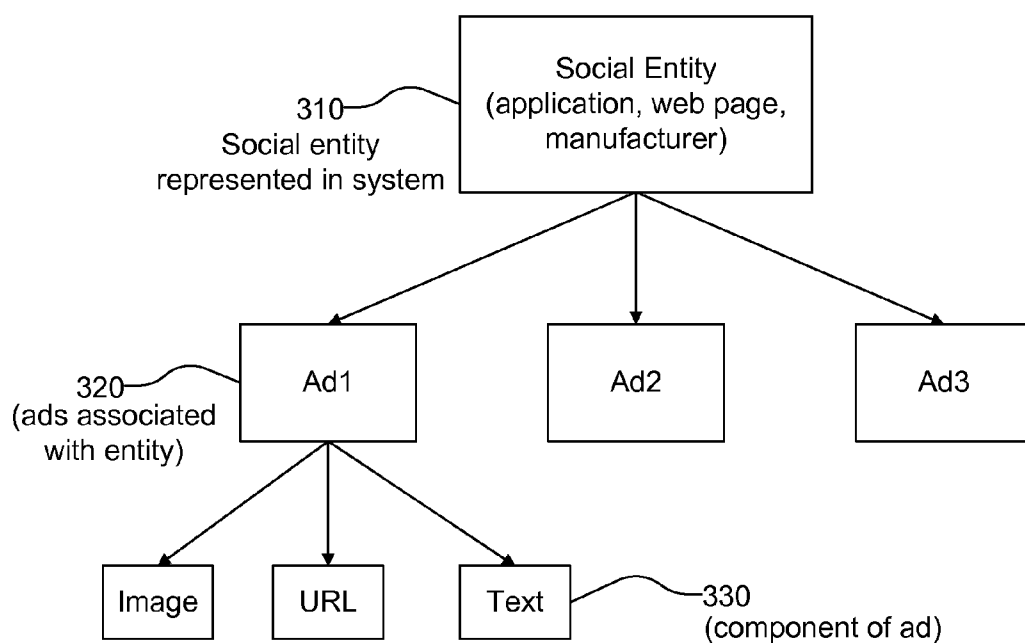 Social Entity
(application, web page,
manufacturer)
310
Social entity
represented in system
Ad1
Ad2
Ad3
320
(ads associated
with entity)
Image
URL
Text
330
(component of ad)